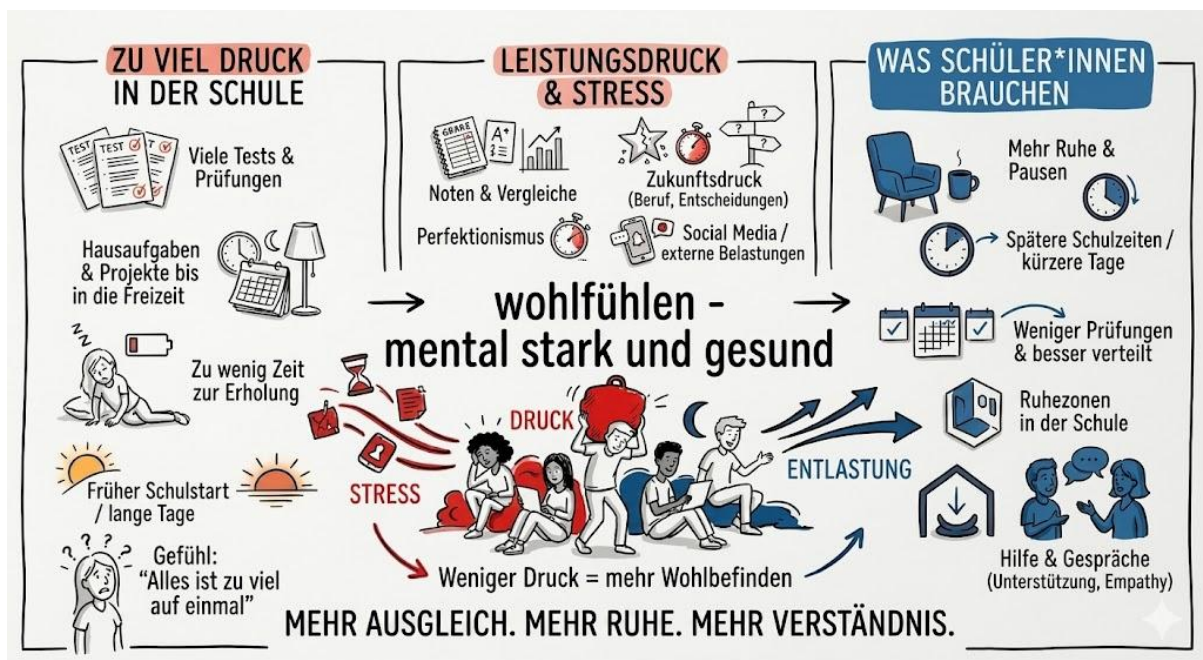 ZU VIEL DRUCK
IN DER SCHULE
TEST
TEST
Viele Tests &
Prüfungen
Hausaufgaben
& Projekte bis
in die Freizeit
zzz
Zu wenig Zeit
zur Erholung
Früher Schulstart
/ lange Tage
? ? ? ?
Gefühl:
"Alles ist zu viel
auf einmal"
LEISTUNGSDRUCK
& STRESS
GRARE
A+
Noten & Vergleiche
? ?
?
Zukunftsdruck
(Beruf, Entscheidungen)
Perfektionismus
Social Media /
externe Belastungen
wohlfühlen -
mental stark und gesund
DRUCK
STRESS
ENTLASTUNG
Weniger Druck = mehr Wohlbefinden
WAS SCHÜLER*INNEN
BRAUCHEN
Mehr Ruhe &
Pausen
Spätere Schulzeiten /
kürzere Tage
Weniger Prüfungen
& besser verteilt
Ruhezonen
in der Schule
Hilfe & Gespräche
(Unterstützung, Empathy)
MEHR AUSGLEICH. MEHR RUHE. MEHR VERSTÄNDNIS.